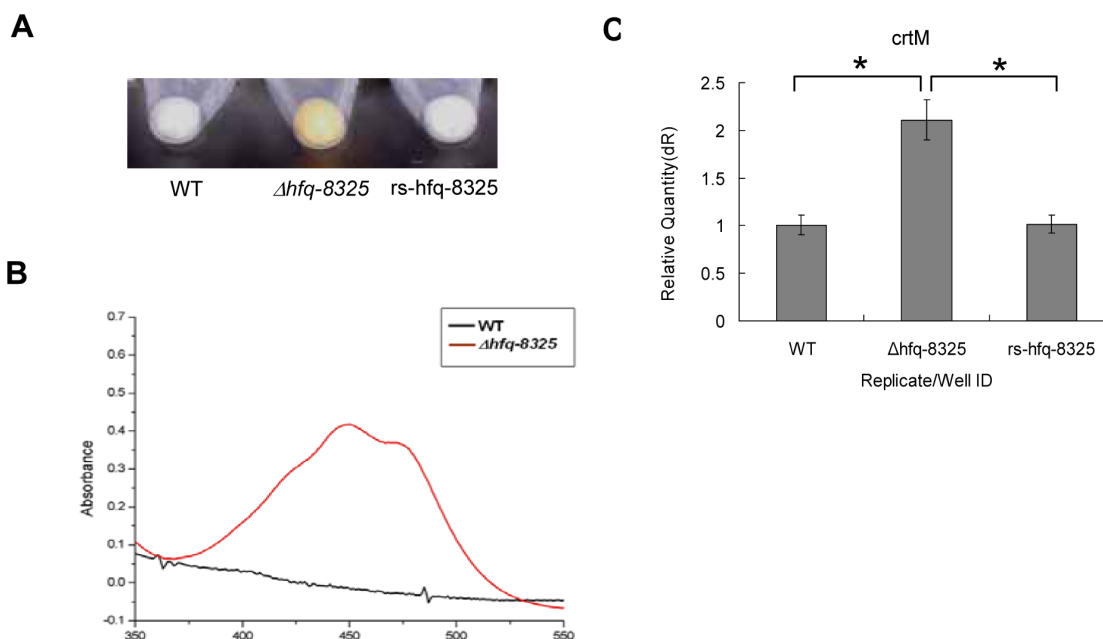 A
WT Δhfq-8325 rs-hfq-8325
B
0.7
0.6
0.5
0.4
0.3
0.2
0.1
0.0
-0.1
Absorbance
WT
Δhfq-8325
350 400 450 500 550
C
crtM
* *
2.5
2
1.5
1
0.5
0
Relative Quantity(dR)
WT Δhfq-8325 rs-hfq-8325
Replicate/Well ID